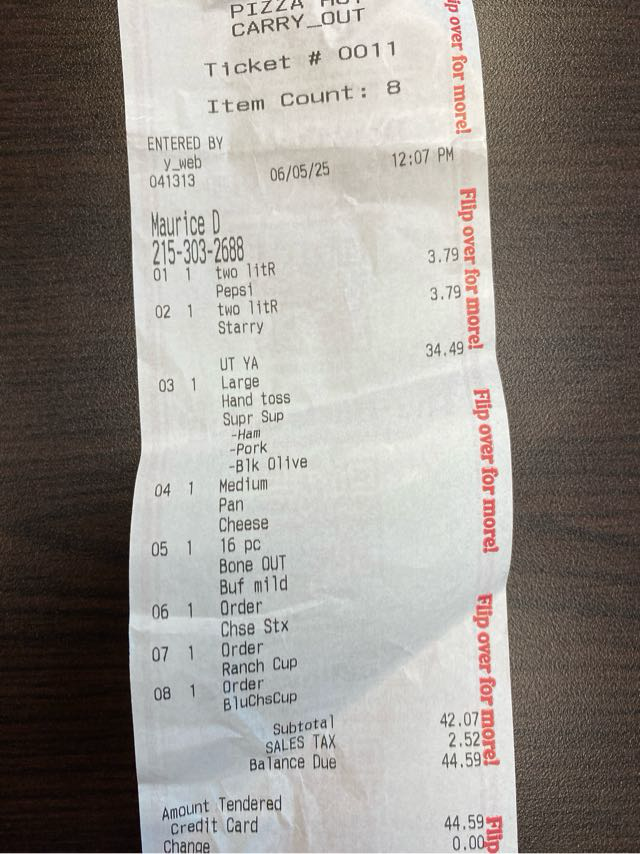 PIZZA HUT
CARRY_OUT
Ticket # 0011
Item Count: 8
ENTERED BY
y_web
041313 06/05/25 12:07 PM
Maurice D
215-303-2688
01 1 two litR 3.79
Pepsi
02 1 two litR 3.79
Starry
UT YA 34.49
03 1 Large
Hand toss
Supr Sup
-Ham
-Pork
-Blk Olive
04 1 Medium
Pan
Cheese
05 1 16 pc
Bone OUT
Buf mild
06 1 Order
Chse Stx
07 1 Order
Ranch Cup
08 1 Order
BluChsCup
Subtotal 42.07
SALES TAX 2.52
Balance Due 44.59
Amount Tendered
Credit Card 44.59
Change 0.00
ip over for more!
Flip over for more!
Flip over for more!
Flip over for more!
Flip